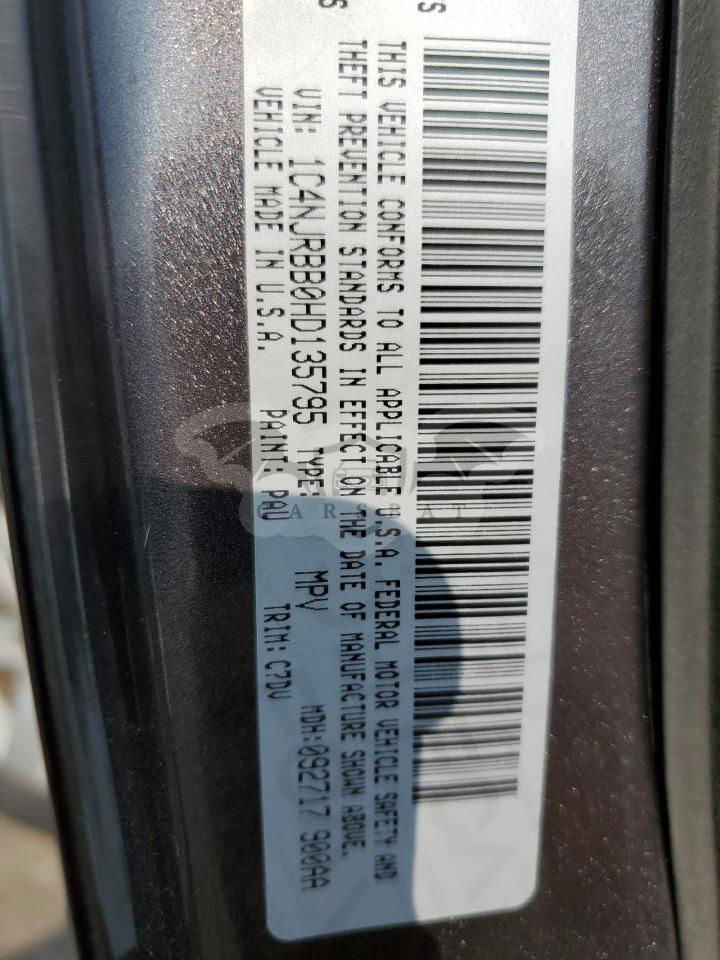 THIS VEHICLE CONFORMS TO ALL APPLICABLE U.S.A. FEDERAL MOTOR VEHICLE SAFETY AND
THEFT PREVENTION STANDARDS IN EFFECT ON THE DATE OF MANUFACTURE SHOWN ABOVE.
VIN: 1C4NJRBB0HD135795 TYPE: MPV MDH:092717 900AA
VEHICLE MADE IN U.S.A. PAINT: PAU TRIM: C7DV
CARSBAT